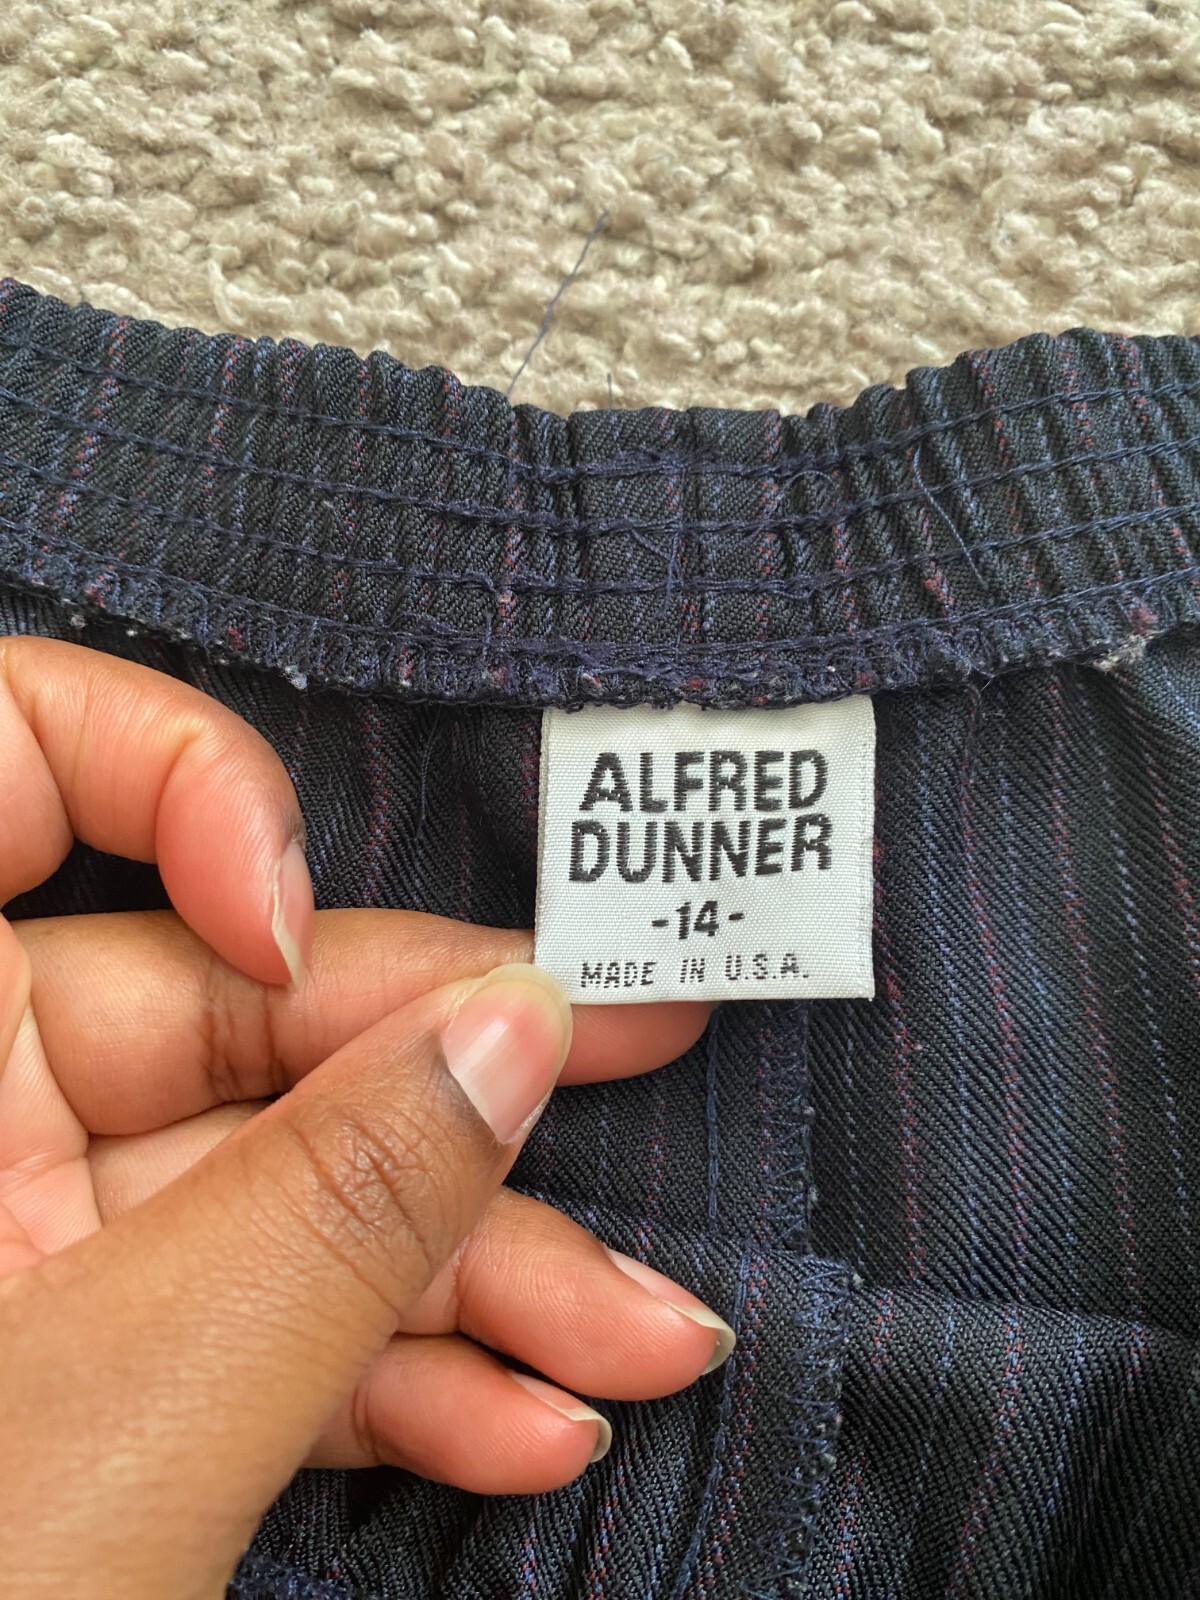 ALFRED
DUNNER
-14-
MADE IN U.S.A.